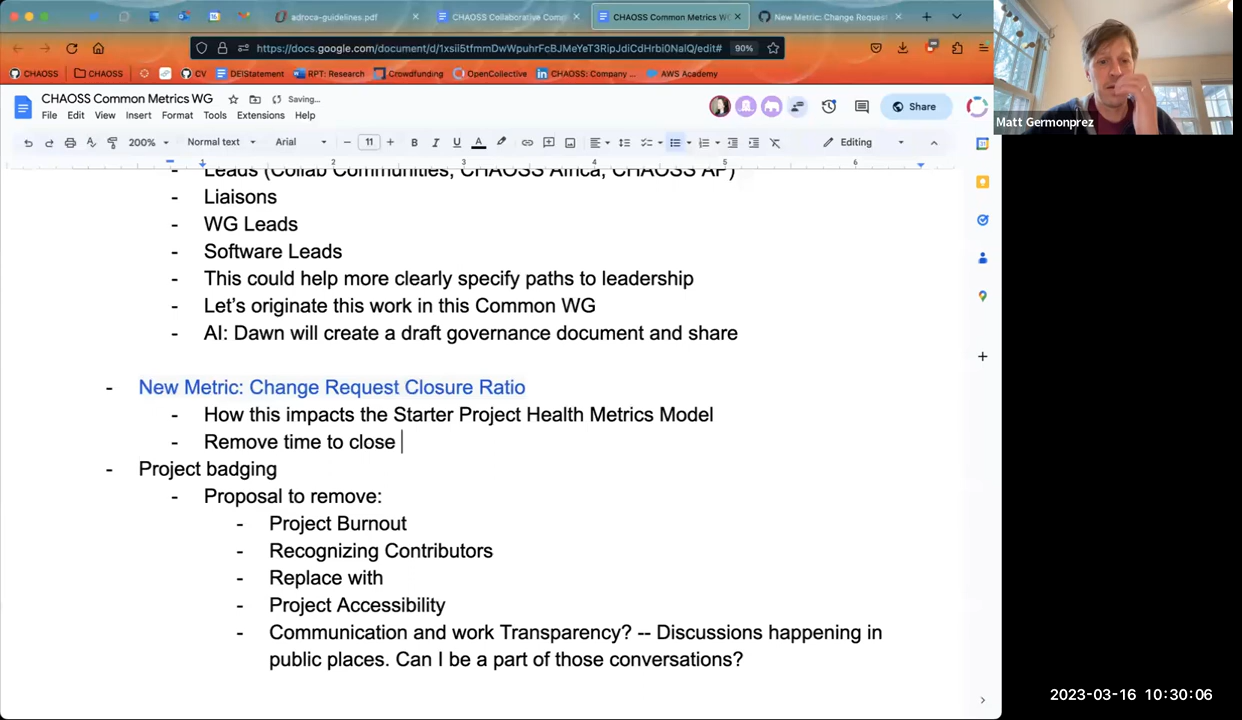 adroca-guidelines.pdf
CHAOSS Collaborative Com
CHAOSS Common Metrics W
New Metric: Change Request
https://docs.google.com/document/d/1xsii5tfmmDwWpuhrFcBJMeYeT3RipJdiCdHrbi0NalQ/edit#
90%
CHAOSS
CHAOSS
CV
DEIStatement
RPT: Research
Crowdfunding
OpenCollective
CHAOSS: Company ...
AWS Academy
CHAOSS Common Metrics WG
Saving...
File Edit View Insert Format Tools Extensions Help
Share
200% Normal text Arial 11 Editing
2 3 4 5 6
- Leads (Collab Communities, CHAOSS Africa, CHAOSS AP)
- Liaisons
- WG Leads
- Software Leads
- This could help more clearly specify paths to leadership
- Let's originate this work in this Common WG
- AI: Dawn will create a draft governance document and share
- New Metric: Change Request Closure Ratio
- How this impacts the Starter Project Health Metrics Model
- Remove time to close
- Project badging
- Proposal to remove:
- Project Burnout
- Recognizing Contributors
- Replace with
- Project Accessibility
- Communication and work Transparency? -- Discussions happening in
public places. Can I be a part of those conversations?
Matt Germonprez
2023-03-16 10:30:06